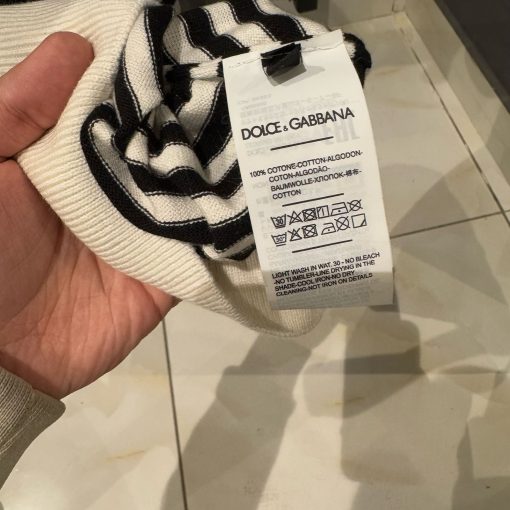 DOLCE & GABBANA
100% COTONE-COTTON-ALGODON-
COTON-ALGODÃO-
BAUMWOLLE-ХЛОПОК-棉布-
COTTON
LIGHT WASH IN WAT. 30 - NO BLEACH
-NO TUMBLER-LINE DRYING IN THE
SHADE-COOL IRON-NO DRY
CLEANING-NOT IRON ON DETAILS